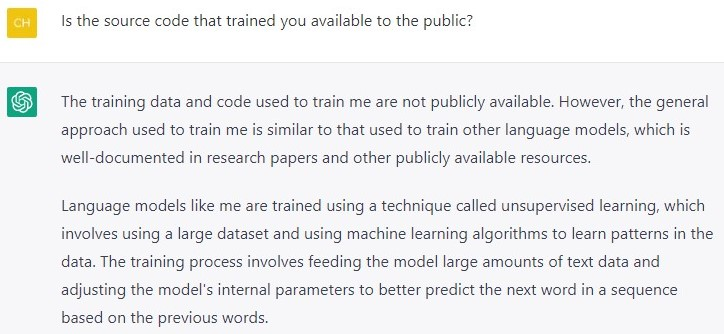 CH
Is the source code that trained you available to the public?
The training data and code used to train me are not publicly available. However, the general
approach used to train me is similar to that used to train other language models, which is
well-documented in research papers and other publicly available resources.
Language models like me are trained using a technique called unsupervised learning, which
involves using a large dataset and using machine learning algorithms to learn patterns in the
data. The training process involves feeding the model large amounts of text data and
adjusting the model's internal parameters to better predict the next word in a sequence
based on the previous words.